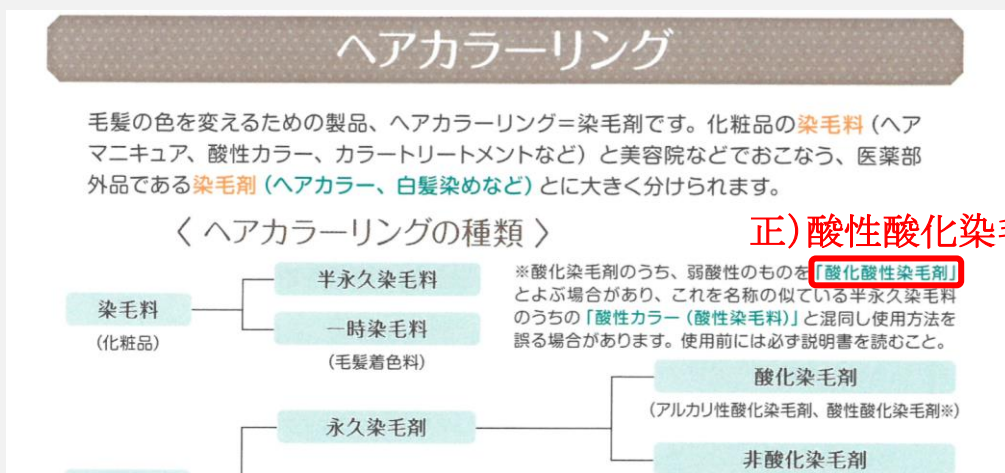 ヘアカラーリング
毛髪の色を変えるための製品、ヘアカラーリング＝染毛剤です。化粧品の染毛料（ヘア
マニキュア、酸性カラー、カラートリートメントなど）と美容院などでおこなう、医薬部
外品である染毛剤（ヘアカラー、白髪染めなど）とに大きく分けられます。
〈 ヘアカラーリングの種類 〉
正）酸性酸化染
※酸化染毛剤のうち、弱酸性のものを「酸化酸性染毛剤」
とよぶ場合があり、これを名称の似ている半永久染毛料
のうちの「酸性カラー（酸性染毛料）」と混同し使用方法を
誤る場合があります。使用前には必ず説明書を読むこと。
染毛料
（化粧品）
半永久染毛料
一時染毛料
（毛髪着色料）
永久染毛剤
酸化染毛剤
（アルカリ性酸化染毛剤、酸性酸化染毛剤※）
非酸化染毛剤